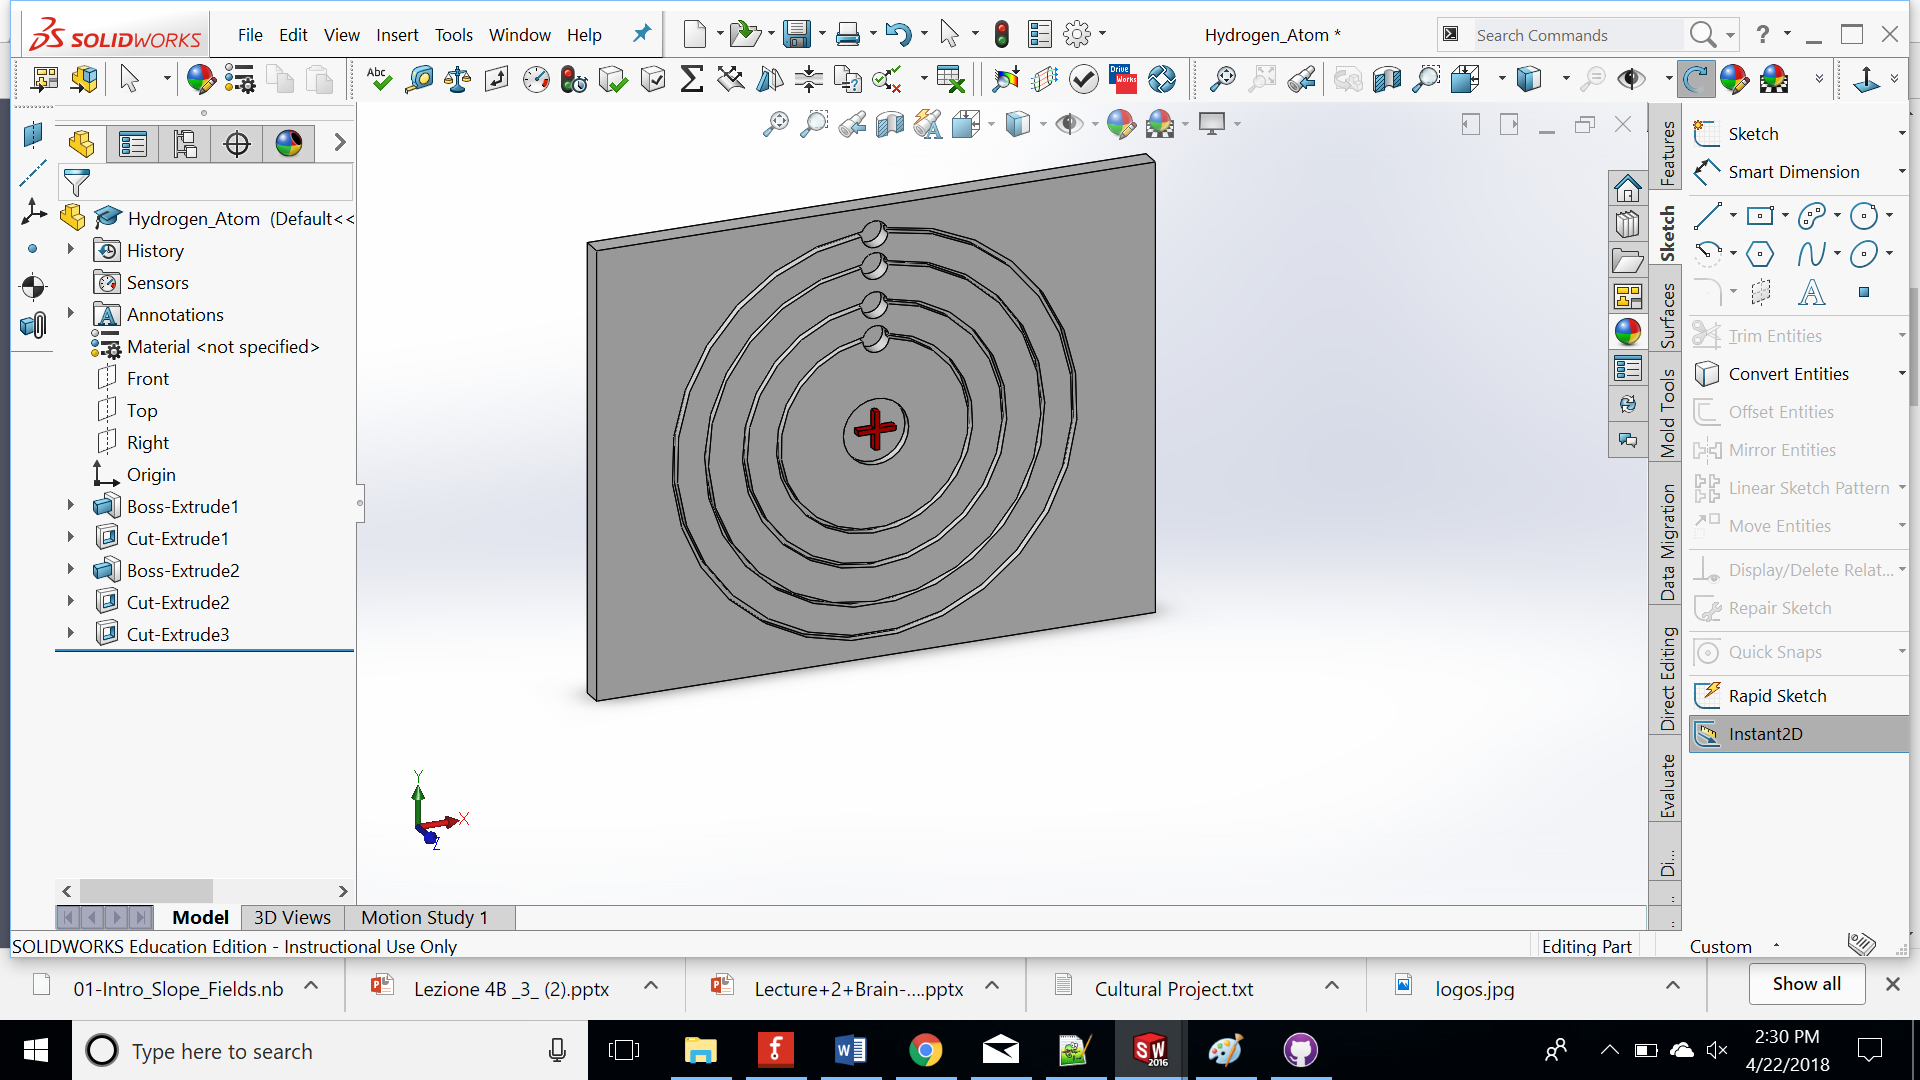 SOLIDWORKS
File Edit View Insert Tools Window Help
Hydrogen_Atom *
Search Commands
?
Abc
Drive
Works
Hydrogen_Atom (Default<<
History
Sensors
Annotations
Material <not specified>
Front
Top
Right
Origin
Boss-Extrude1
Cut-Extrude1
Boss-Extrude2
Cut-Extrude2
Cut-Extrude3
Y
X
Z
Features
Sketch
Surfaces
Mold Tools
Data Migration
Direct Editing
Evaluate
Di...
Sketch
Smart Dimension
Trim Entities
Convert Entities
Offset Entities
Mirror Entities
Linear Sketch Pattern
Move Entities
Display/Delete Relat...
Repair Sketch
Quick Snaps
Rapid Sketch
Instant2D
Model 3D Views Motion Study 1
SOLIDWORKS Education Edition - Instructional Use Only
Editing Part
Custom
01-Intro_Slope_Fields.nb
Lezione 4B _3_ (2).pptx
Lecture+2+Brain-....pptx
Cultural Project.txt
logos.jpg
Show all
Type here to search
SW
2016
2:30 PM
4/22/2018